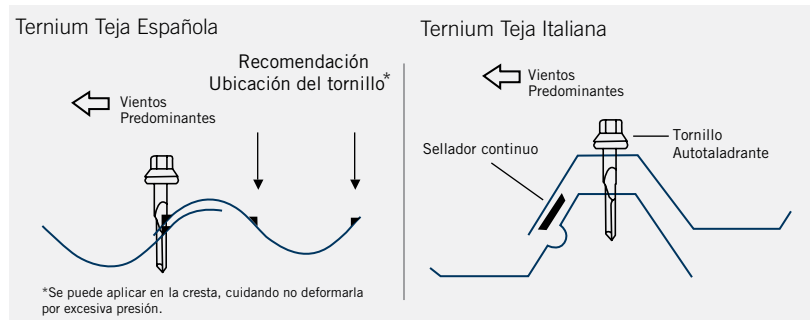 Ternium Teja Española
Recomendación
Ubicación del tornillo*
Vientos
Predominantes
*Se puede aplicar en la cresta, cuidando no deformarla
por excesiva presión.
Ternium Teja Italiana
Vientos
Predominantes
Sellador continuo
Tornillo
Autotaladrante